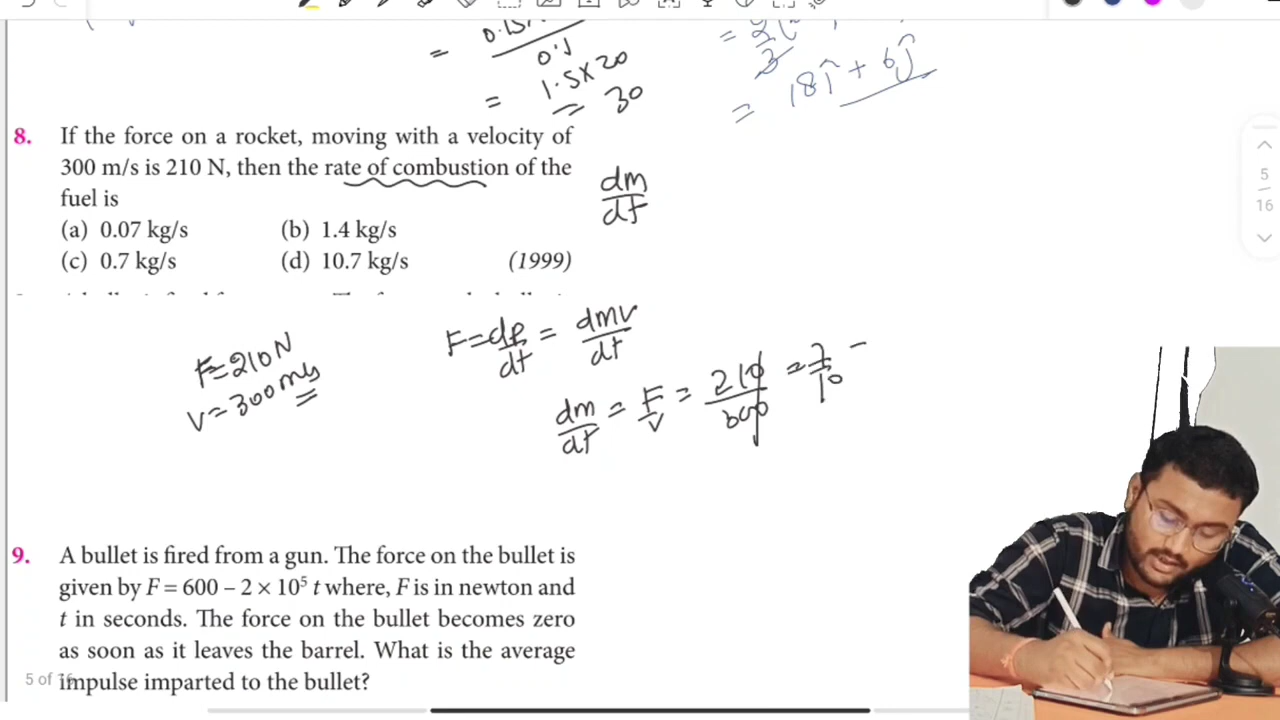 0.1
= 1.5 x 20
= 30
= 18î + 6ĵ
8. If the force on a rocket, moving with a velocity of
300 m/s is 210 N, then the rate of combustion of the
fuel is
(a) 0.07 kg/s (b) 1.4 kg/s
(c) 0.7 kg/s (d) 10.7 kg/s (1999)
dm/dt
F=210N
V=300 m/s
F=dp/dt = dmv/dt
dm/dt = F/v = 210/300 = 7/10 -
9. A bullet is fired from a gun. The force on the bullet is
given by F = 600 – 2 × 10⁵ t where, F is in newton and
t in seconds. The force on the bullet becomes zero
as soon as it leaves the barrel. What is the average
impulse imparted to the bullet?
5 of 16
5
16